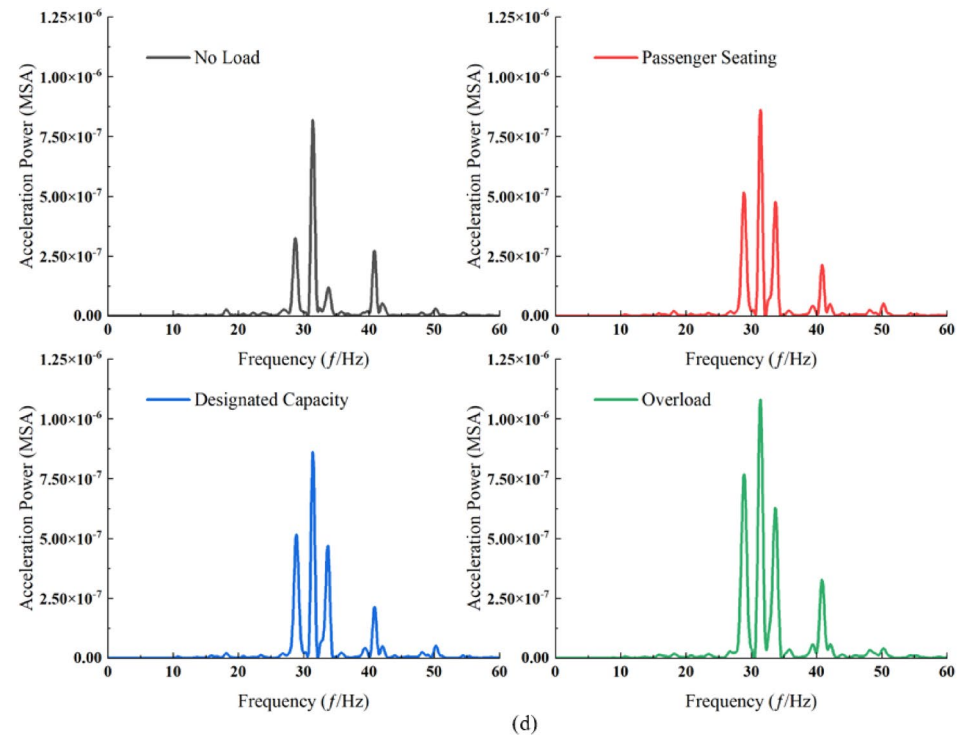 1.25×10⁻⁶
1.00×10⁻⁶
7.50×10⁻⁷
5.00×10⁻⁷
2.50×10⁻⁷
0.00
Acceleration Power (MSA)
No Load
0 10 20 30 40 50 60
Frequency (f/Hz)
1.25×10⁻⁶
1.00×10⁻⁶
7.50×10⁻⁷
5.00×10⁻⁷
2.50×10⁻⁷
0.00
Acceleration Power (MSA)
Passenger Seating
0 10 20 30 40 50 60
Frequency (f/Hz)
1.25×10⁻⁶
1.00×10⁻⁶
7.50×10⁻⁷
5.00×10⁻⁷
2.50×10⁻⁷
0.00
Acceleration Power (MSA)
Designated Capacity
0 10 20 30 40 50 60
Frequency (f/Hz)
1.25×10⁻⁶
1.00×10⁻⁶
7.50×10⁻⁷
5.00×10⁻⁷
2.50×10⁻⁷
0.00
Acceleration Power (MSA)
Overload
0 10 20 30 40 50 60
Frequency (f/Hz)
(d)